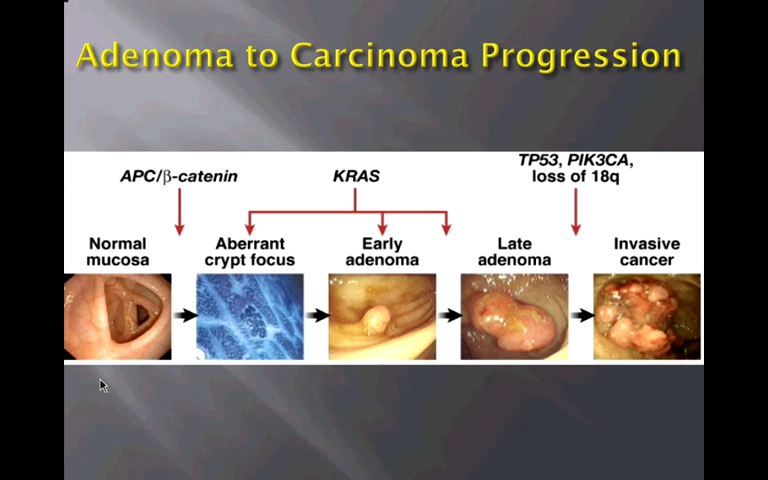 Adenoma to Carcinoma Progression
APC/β-catenin
KRAS
TP53, PIK3CA,
loss of 18q
Normal
mucosa
Aberrant
crypt focus
Early
adenoma
Late
adenoma
Invasive
cancer